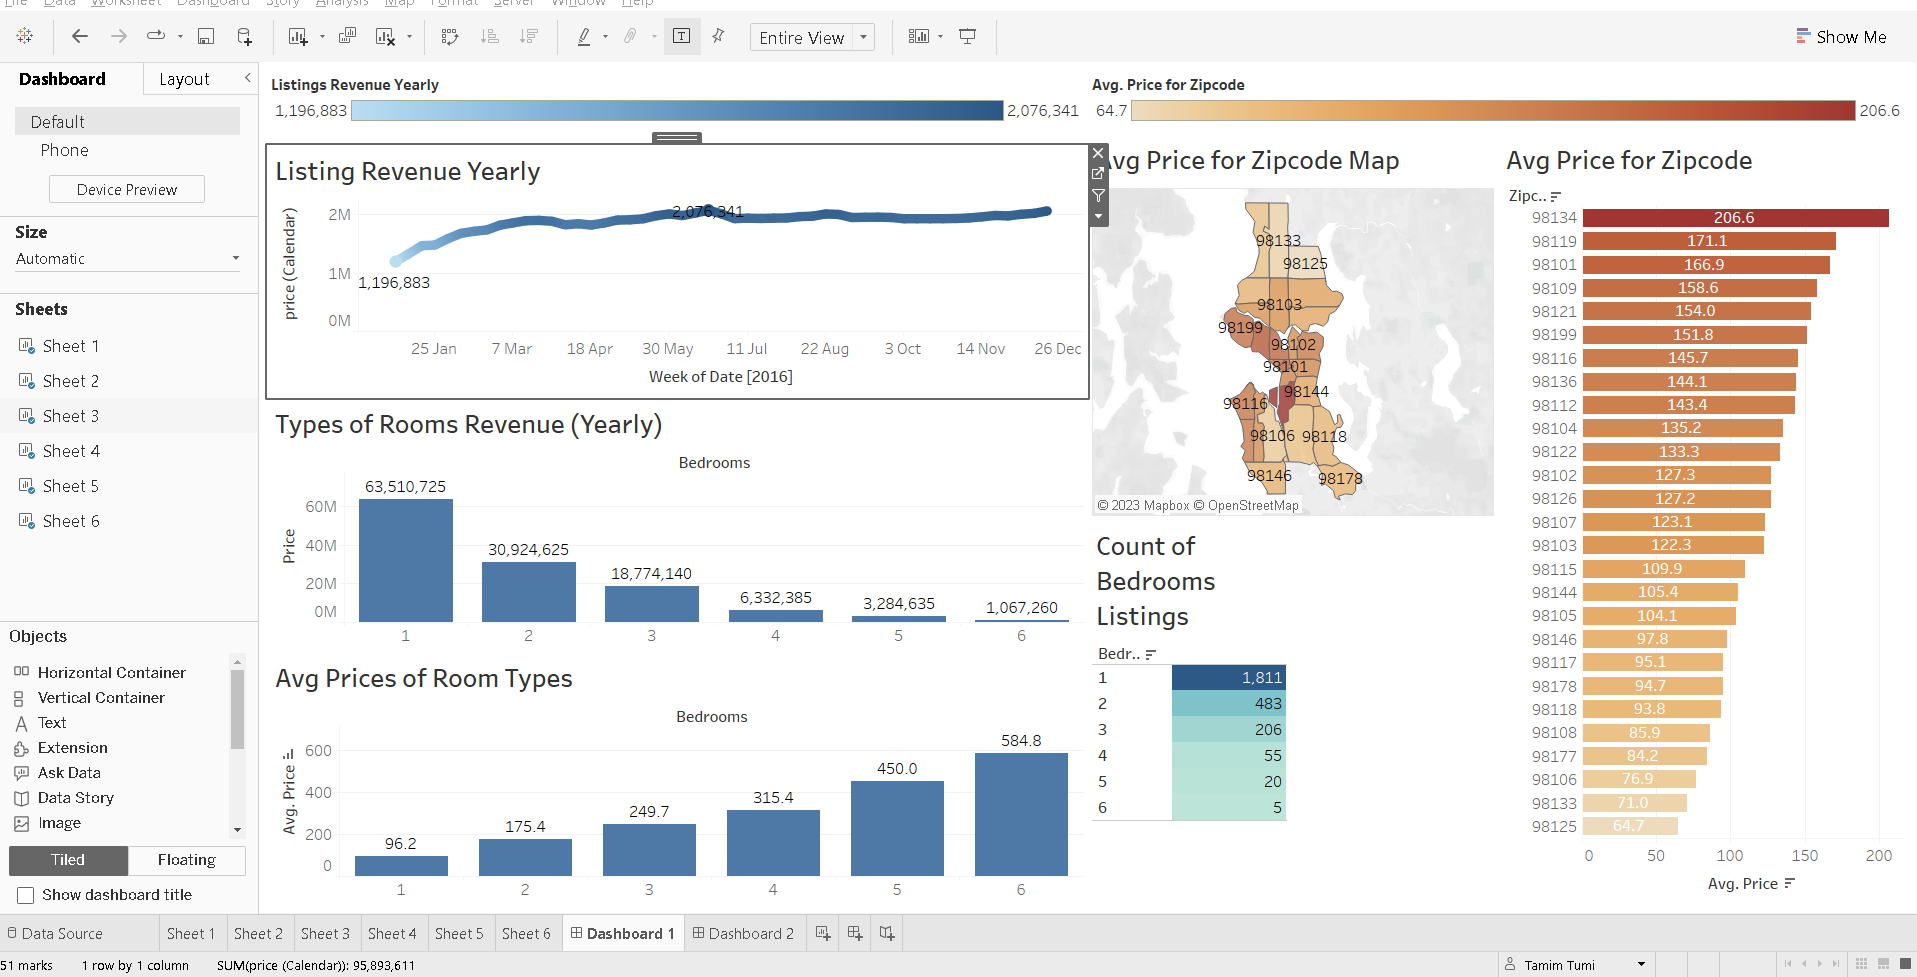 File Data Worksheet Dashboard Story Analysis Map Format Server Window Help
Entire View
Show Me
Dashboard
Layout
Default
Phone
Device Preview
Size
Automatic
Sheets
Sheet 1
Sheet 2
Sheet 3
Sheet 4
Sheet 5
Sheet 6
Objects
Horizontal Container
Vertical Container
Text
Extension
Ask Data
Data Story
Image
Tiled
Floating
Show dashboard title
Listings Revenue Yearly
1,196,883
2,076,341
Avg. Price for Zipcode
64.7
206.6
Listing Revenue Yearly
price (Calendar)
2M
1M
0M
2,076,341
1,196,883
25 Jan 7 Mar 18 Apr 30 May 11 Jul 22 Aug 3 Oct 14 Nov 26 Dec
Week of Date [2016]
Types of Rooms Revenue (Yearly)
Bedrooms
Price
60M
40M
20M
0M
63,510,725
30,924,625
18,774,140
6,332,385
3,284,635
1,067,260
1 2 3 4 5 6
Avg Prices of Room Types
Bedrooms
Avg. Price
600
400
200
0
96.2
175.4
249.7
315.4
450.0
584.8
1 2 3 4 5 6
Avg Price for Zipcode Map
98133
98125
98103
98199
98102
98101
98144
98116
98106 98118
98146
98178
© 2023 Mapbox © OpenStreetMap
Count of
Bedrooms
Listings
Bedr..
1 1,811
2 483
3 206
4 55
5 20
6 5
Avg Price for Zipcode
Zipc..
98134 206.6
98119 171.1
98101 166.9
98109 158.6
98121 154.0
98199 151.8
98116 145.7
98136 144.1
98112 143.4
98104 135.2
98122 133.3
98102 127.3
98126 127.2
98107 123.1
98103 122.3
98115 109.9
98144 105.4
98105 104.1
98146 97.8
98117 95.1
98178 94.7
98118 93.8
98108 85.9
98177 84.2
98106 76.9
98133 71.0
98125 64.7
0 50 100 150 200
Avg. Price
Data Source Sheet 1 Sheet 2 Sheet 3 Sheet 4 Sheet 5 Sheet 6 Dashboard 1 Dashboard 2
51 marks 1 row by 1 column SUM(price (Calendar)): 95,893,611
Tamim Tumi